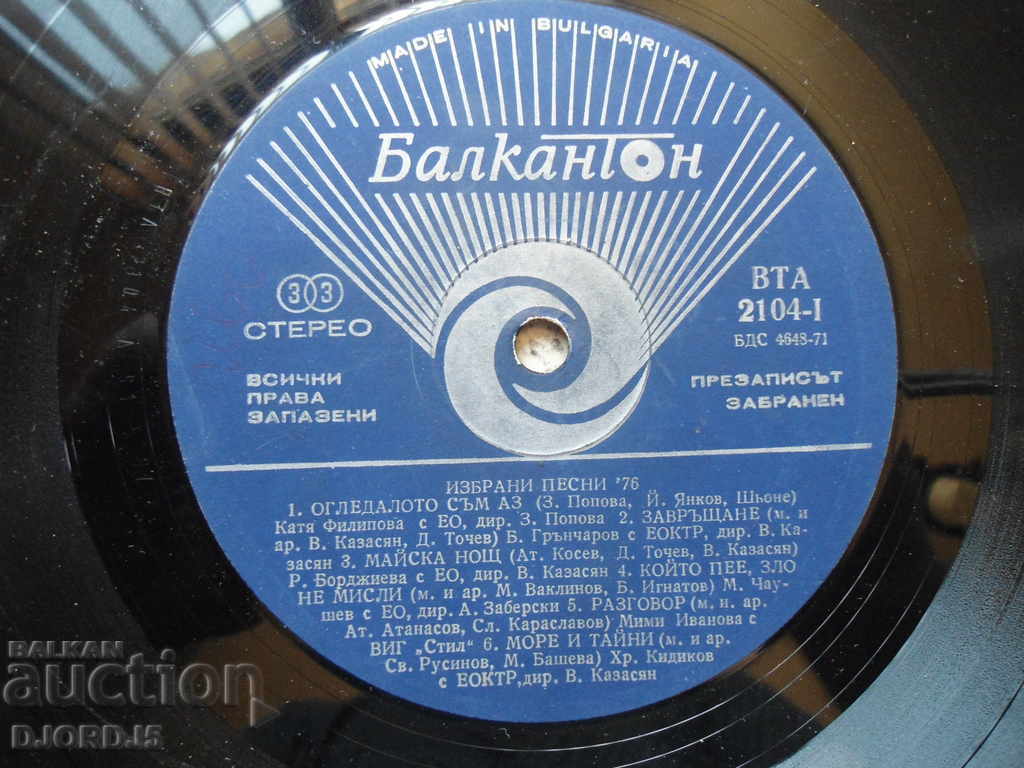 MADE IN BULGARIA
Балкантон
33
СТЕРЕО
ВТА
2104-I
БДС 4648-71
ВСИЧКИ
ПРАВА
ЗАПАЗЕНИ
ПРЕЗАПИСЪТ
ЗАБРАНЕН
ИЗБРАНИ ПЕСНИ '76
1. ОГЛЕДАЛОТО СЪМ АЗ (З. Попова, Й. Янков, Шьоне)
Катя Филипова с ЕО, дир. З. Попова 2. ЗАВРЪЩАНЕ (м. и
ар. В. Казасян, Д. Точев) Б. Грънчаров с ЕОКТР, дир. В. Ка-
засян 3. МАЙСКА НОЩ (Ат. Косев, Д. Точев, В. Казасян)
Р. Борджиева с ЕО, дир. В. Казасян 4. КОЙТО ПЕЕ, ЗЛО
НЕ МИСЛИ (м. и ар. М. Ваклинов, Б. Игнатов) М. Чау-
шев с ЕО, дир. А. Заберски 5. РАЗГОВОР (м. и. ар.
Ат. Атанасов, Сл. Караславов) Мими Иванова с
ВИГ „Стил" 6. МОРЕ И ТАЙНИ (м. и ар.
Св. Русинов, М. Башева) Хр. Кидиков
с ЕОКТР, дир. В. Казасян
BALKAN
auction
DJORDJ5